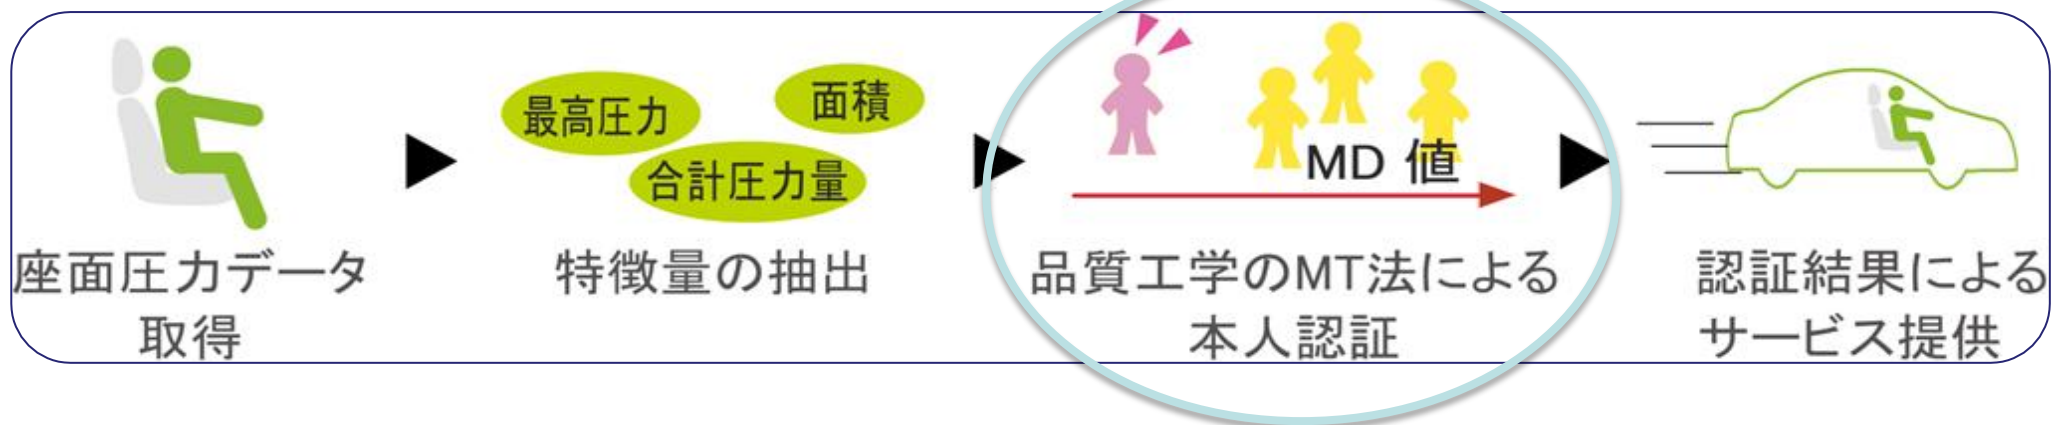 最高圧力
面積
合計圧力量
MD 値
座面圧力データ
取得
特徴量の抽出
品質工学のMT法による
本人認証
認証結果による
サービス提供